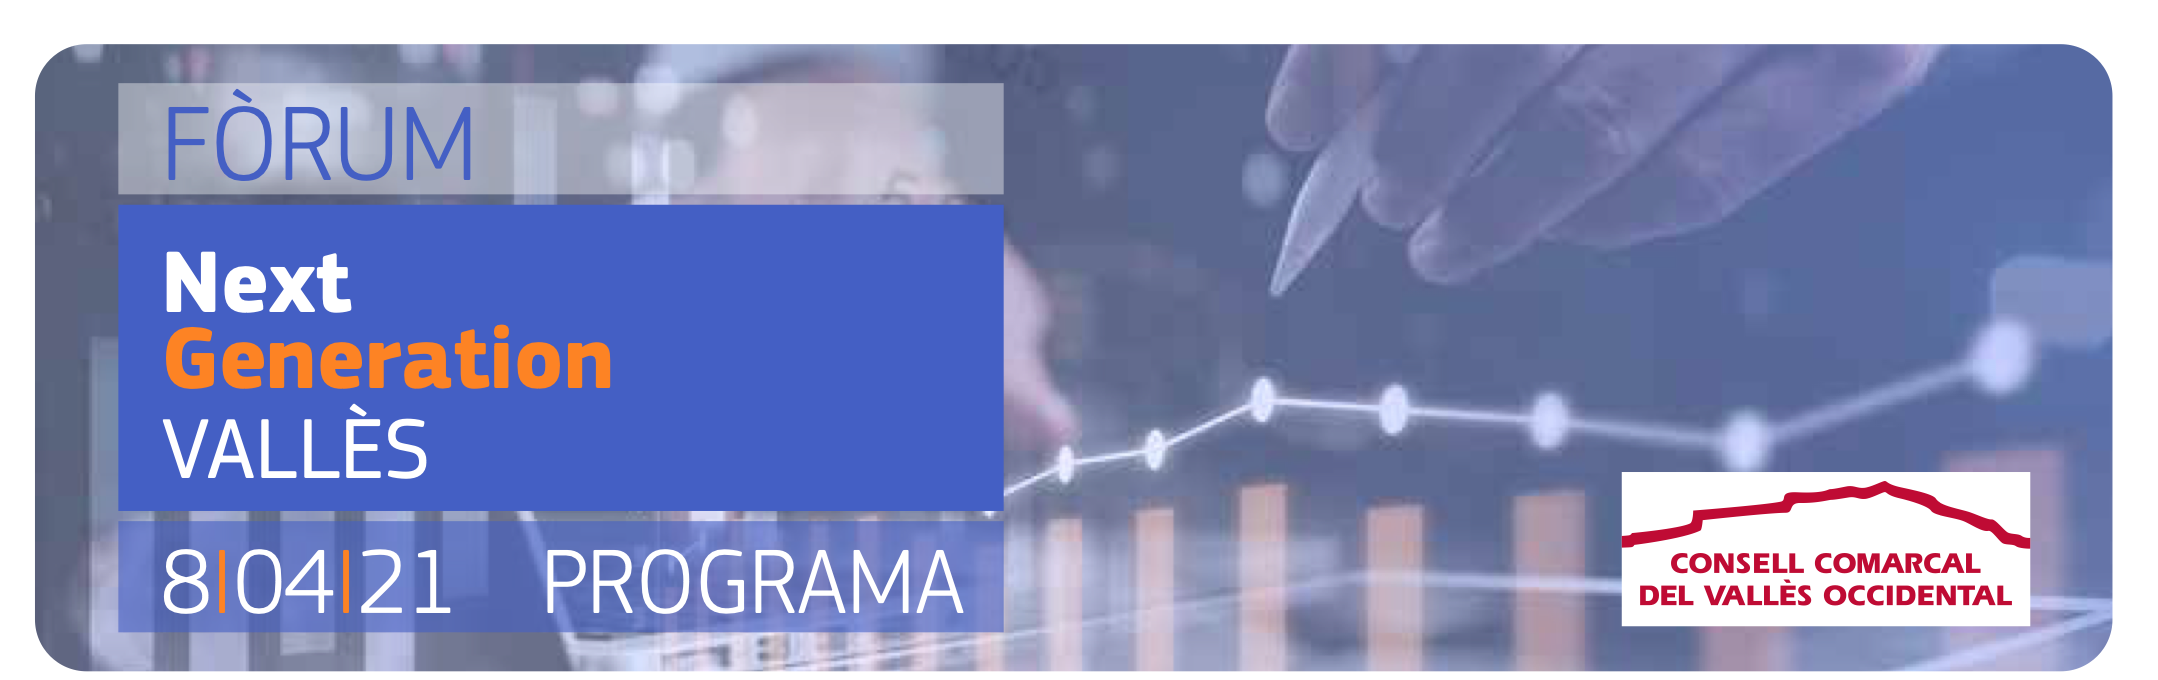 FÒRUM
Next
Generation
VALLÈS
8|04|21 PROGRAMA
CONSELL COMARCAL
DEL VALLÈS OCCIDENTAL